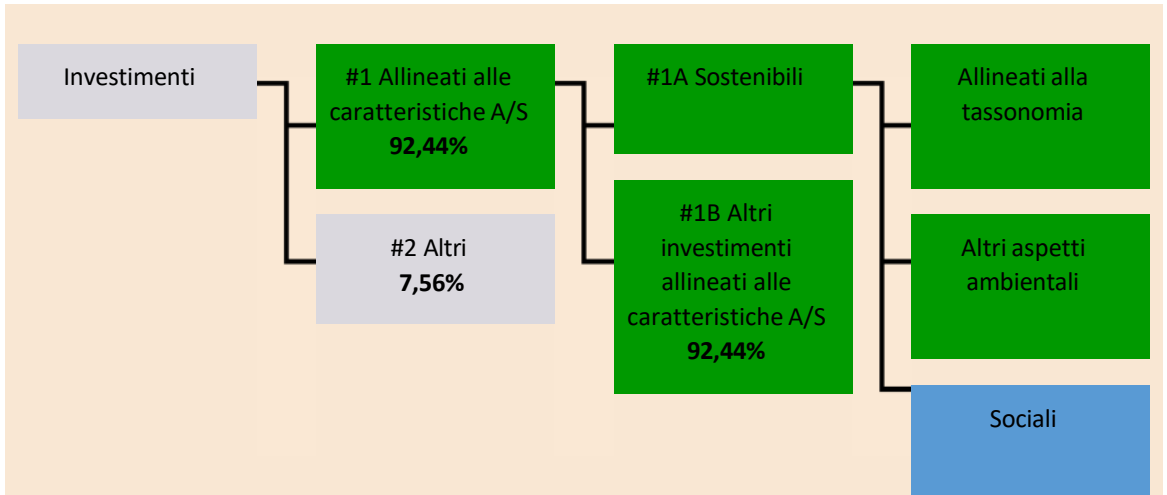 Investimenti
#1 Allineati alle
caratteristiche A/S
92,44%
#2 Altri
7,56%
#1A Sostenibili
#1B Altri
investimenti
allineati alle
caratteristiche A/S
92,44%
Allineati alla
tassonomia
Altri aspetti
ambientali
Sociali